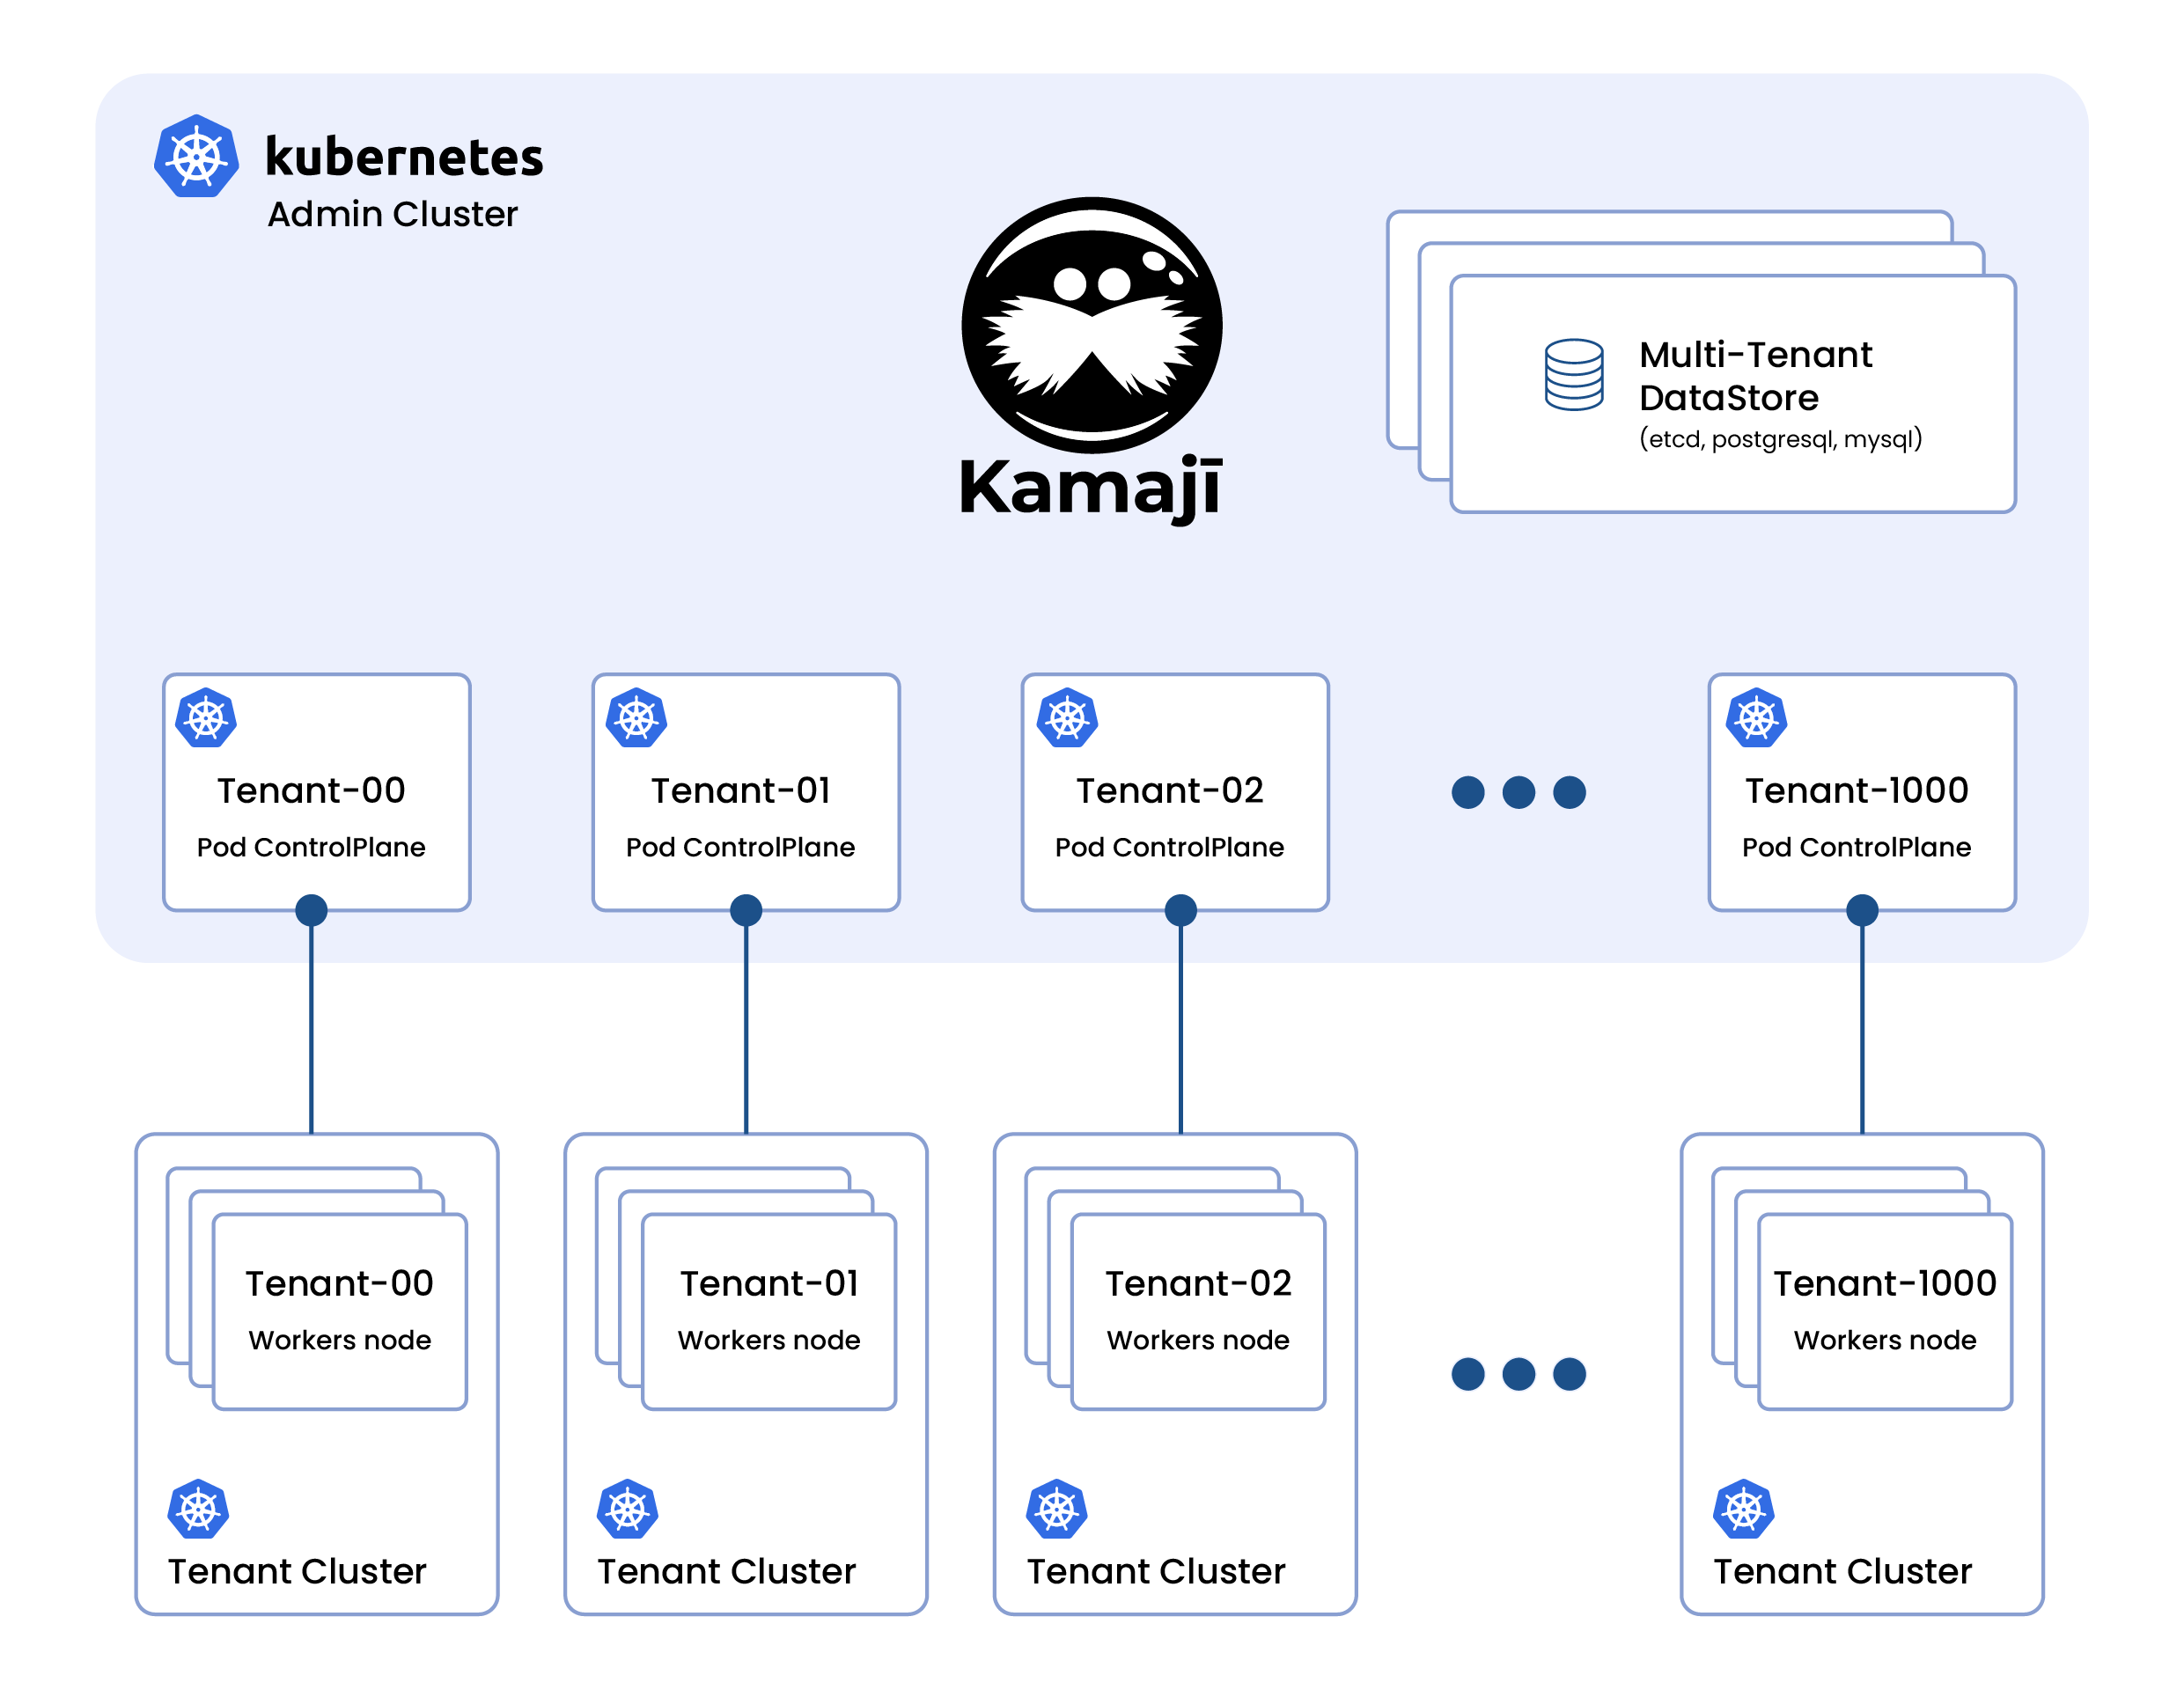 kubernetes
Admin Cluster
Kamajī
Multi-Tenant
DataStore
(etcd, postgresql, mysql)
Tenant-00
Pod ControlPlane
Tenant-01
Pod ControlPlane
Tenant-02
Pod ControlPlane
Tenant-1000
Pod ControlPlane
Tenant-00
Workers node
Tenant Cluster
Tenant-01
Workers node
Tenant Cluster
Tenant-02
Workers node
Tenant Cluster
Tenant-1000
Workers node
Tenant Cluster